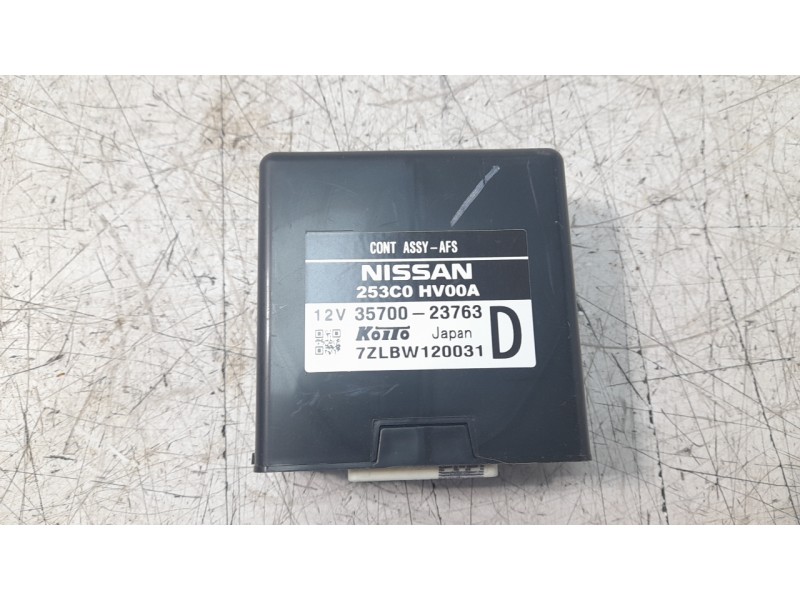 CONT ASSY-AFS
NISSAN
253C0 HV00A
12V 35700-23763
KoiTo Japan D
7ZLBW120031